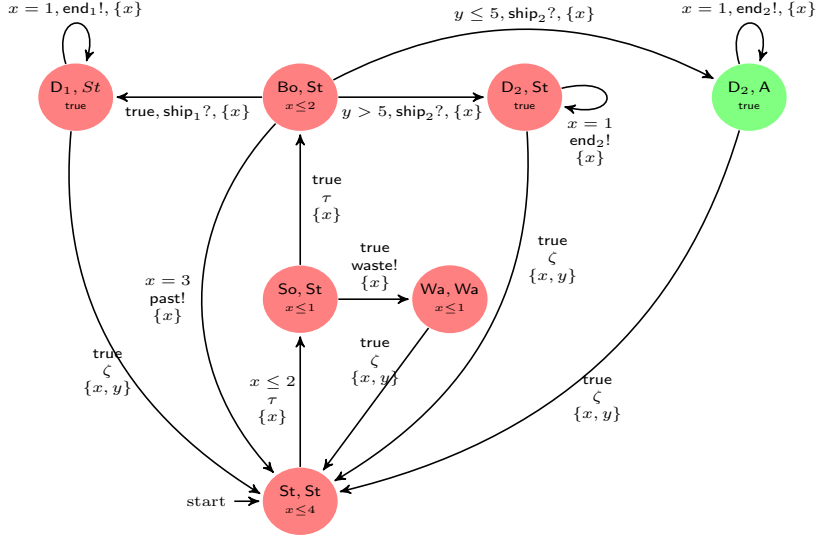 x = 1, end₁!, {x}
y ≤ 5, ship₂?, {x}
x = 1, end₂!, {x}
D₁, St
true
Bo, St
x≤2
D₂, St
true
D₂, A
true
true, ship₁?, {x}
y > 5, ship₂?, {x}
x = 1
end₂!
{x}
true
τ
{x}
true
waste!
{x}
true
ζ
{x, y}
x = 3
past!
{x}
So, St
x≤1
Wa, Wa
x≤1
true
ζ
{x, y}
true
ζ
{x, y}
x ≤ 2
τ
{x}
true
ζ
{x, y}
start
St, St
x≤4